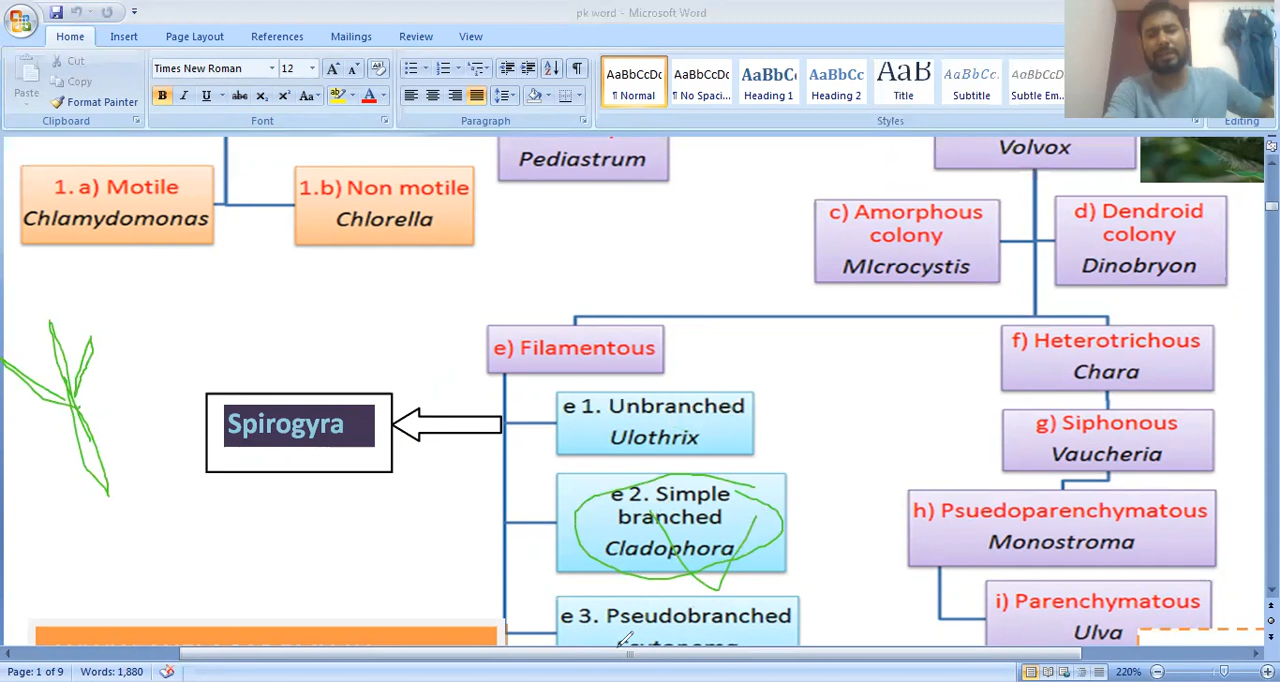 pk word - Microsoft Word
Home Insert Page Layout References Mailings Review View
Paste
Cut
Copy
Format Painter
Clipboard
Times New Roman 12
Font
Paragraph
AaBbCcDc
¶ Normal
AaBbCcDc
¶ No Spaci...
AaBbC
Heading 1
AaBbCc
Heading 2
AaB
Title
AaBbCc.
Subtitle
AaBbCcD
Subtle Em...
Styles
Editing
Pediastrum
Volvox
1. a) Motile
Chlamydomonas
1.b) Non motile
Chlorella
c) Amorphous
colony
MIcrocystis
d) Dendroid
colony
Dinobryon
e) Filamentous
f) Heterotrichous
Chara
Spirogyra
e 1. Unbranched
Ulothrix
g) Siphonous
Vaucheria
e 2. Simple
branched
Cladophora
h) Psuedoparenchymatous
Monostroma
e 3. Pseudobranched
i) Parenchymatous
Ulva
Page: 1 of 9 Words: 1,880 220%